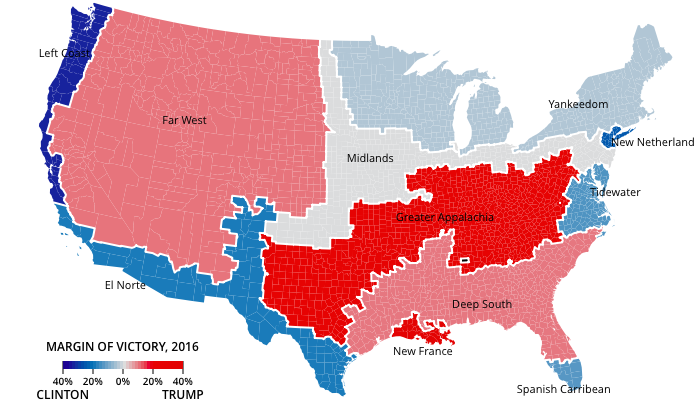 Left Coast
Far West
Yankeedom
New Netherland
Midlands
Tidewater
Greater Appalachia
El Norte
Deep South
New France
Spanish Carribean
MARGIN OF VICTORY, 2016
40% 20% 0% 20% 40%
CLINTON TRUMP